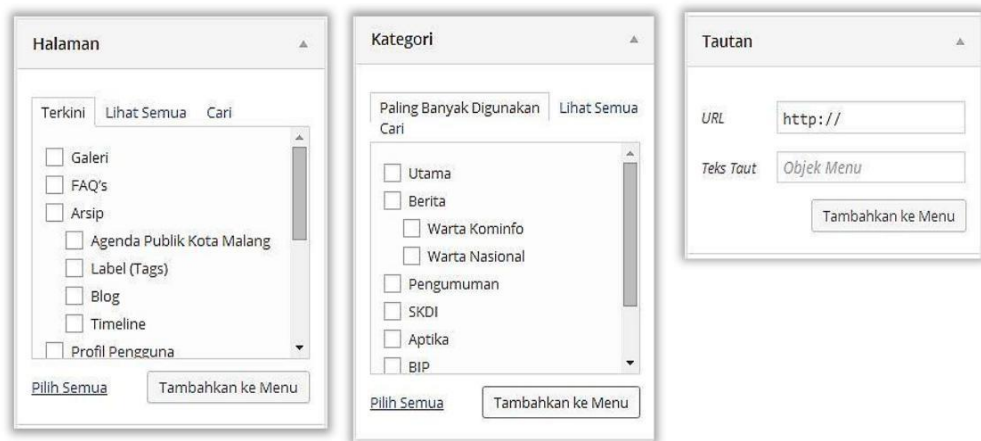 Halaman
Terkini Lihat Semua Cari
Galeri
FAQ's
Arsip
Agenda Publik Kota Malang
Label (Tags)
Blog
Timeline
Profil Pengguna
Pilih Semua Tambahkan ke Menu
Kategori
Paling Banyak Digunakan Lihat Semua
Cari
Utama
Berita
Warta Kominfo
Warta Nasional
Pengumuman
SKDI
Aptika
BIP
Pilih Semua Tambahkan ke Menu
Tautan
URL http://
Teks Taut Objek Menu
Tambahkan ke Menu